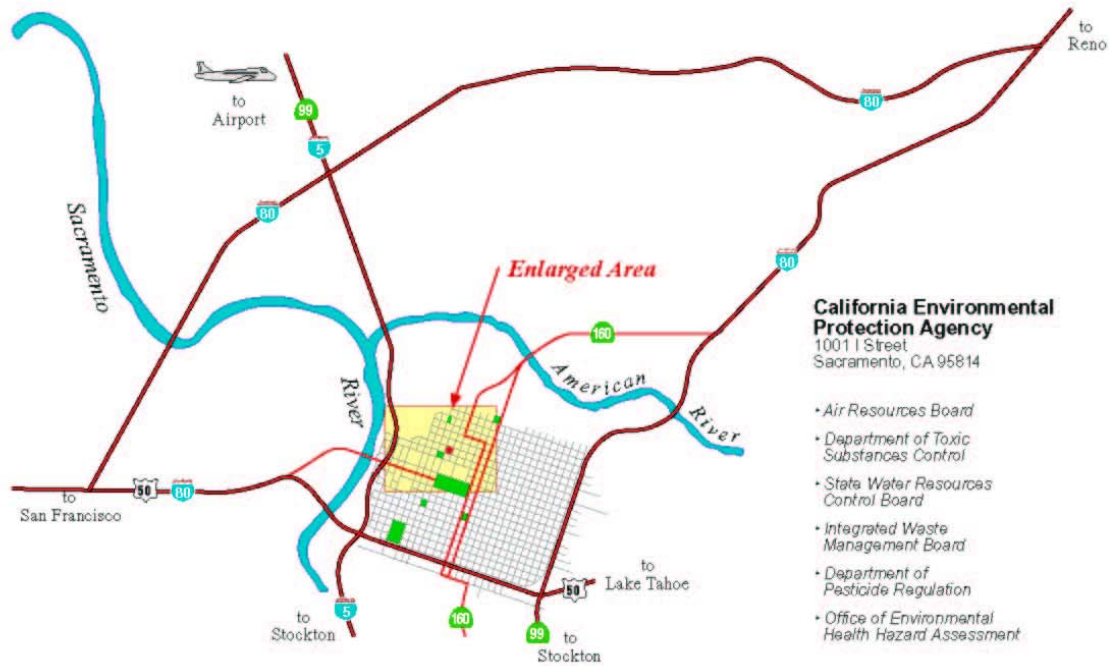 to
Reno
to
Airport
99
5
80
80
80
Sacramento
River
Enlarged Area
160
American
River
50
80
to
San Francisco
to
Lake Tahoe
50
5
to
Stockton
160
99
to
Stockton
California Environmental
Protection Agency
1001 I Street
Sacramento, CA 95814
• Air Resources Board
• Department of Toxic
Substances Control
• State Water Resources
Control Board
• Integrated Waste
Management Board
• Department of
Pesticide Regulation
• Office of Environmental
Health Hazard Assessment